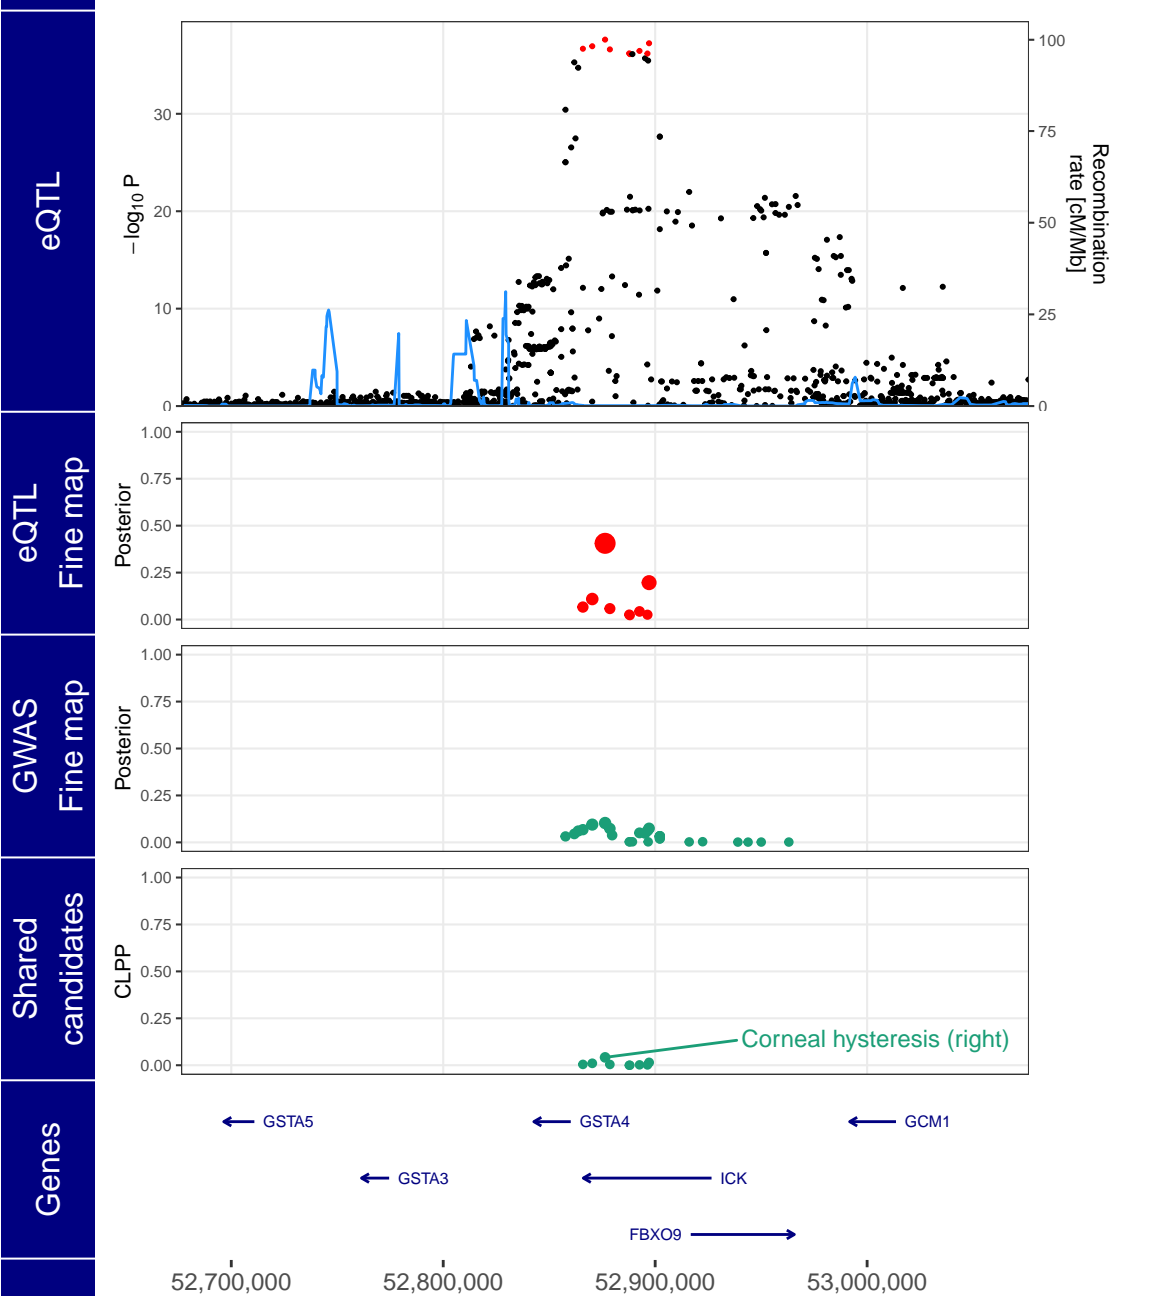 eQTL
−log10 P
30
20
10
0
100
75
50
25
0
Recombination
rate [cM/Mb]
eQTL
Fine map
Posterior
1.00
0.75
0.50
0.25
0.00
GWAS
Fine map
Posterior
1.00
0.75
0.50
0.25
0.00
Shared
candidates
CLPP
1.00
0.75
0.50
0.25
0.00
Corneal hysteresis (right)
Genes
GSTA5
GSTA4
GCM1
GSTA3
ICK
FBXO9
52,700,000
52,800,000
52,900,000
53,000,000